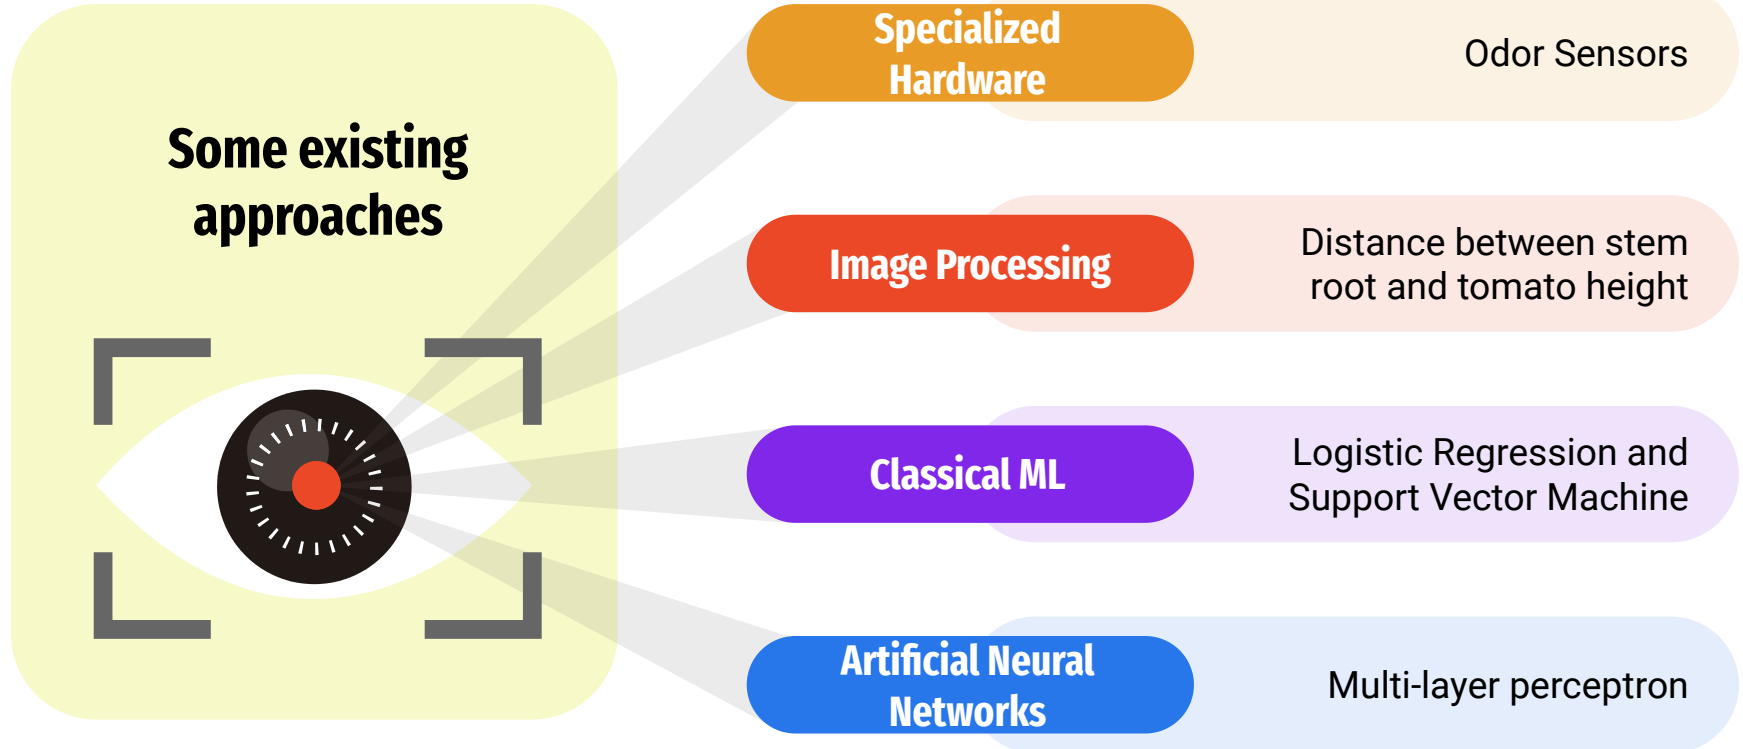 Some existing
approaches
Specialized
Hardware
Odor Sensors
Image Processing
Distance between stem
root and tomato height
Classical ML
Logistic Regression and
Support Vector Machine
Artificial Neural
Networks
Multi-layer perceptron